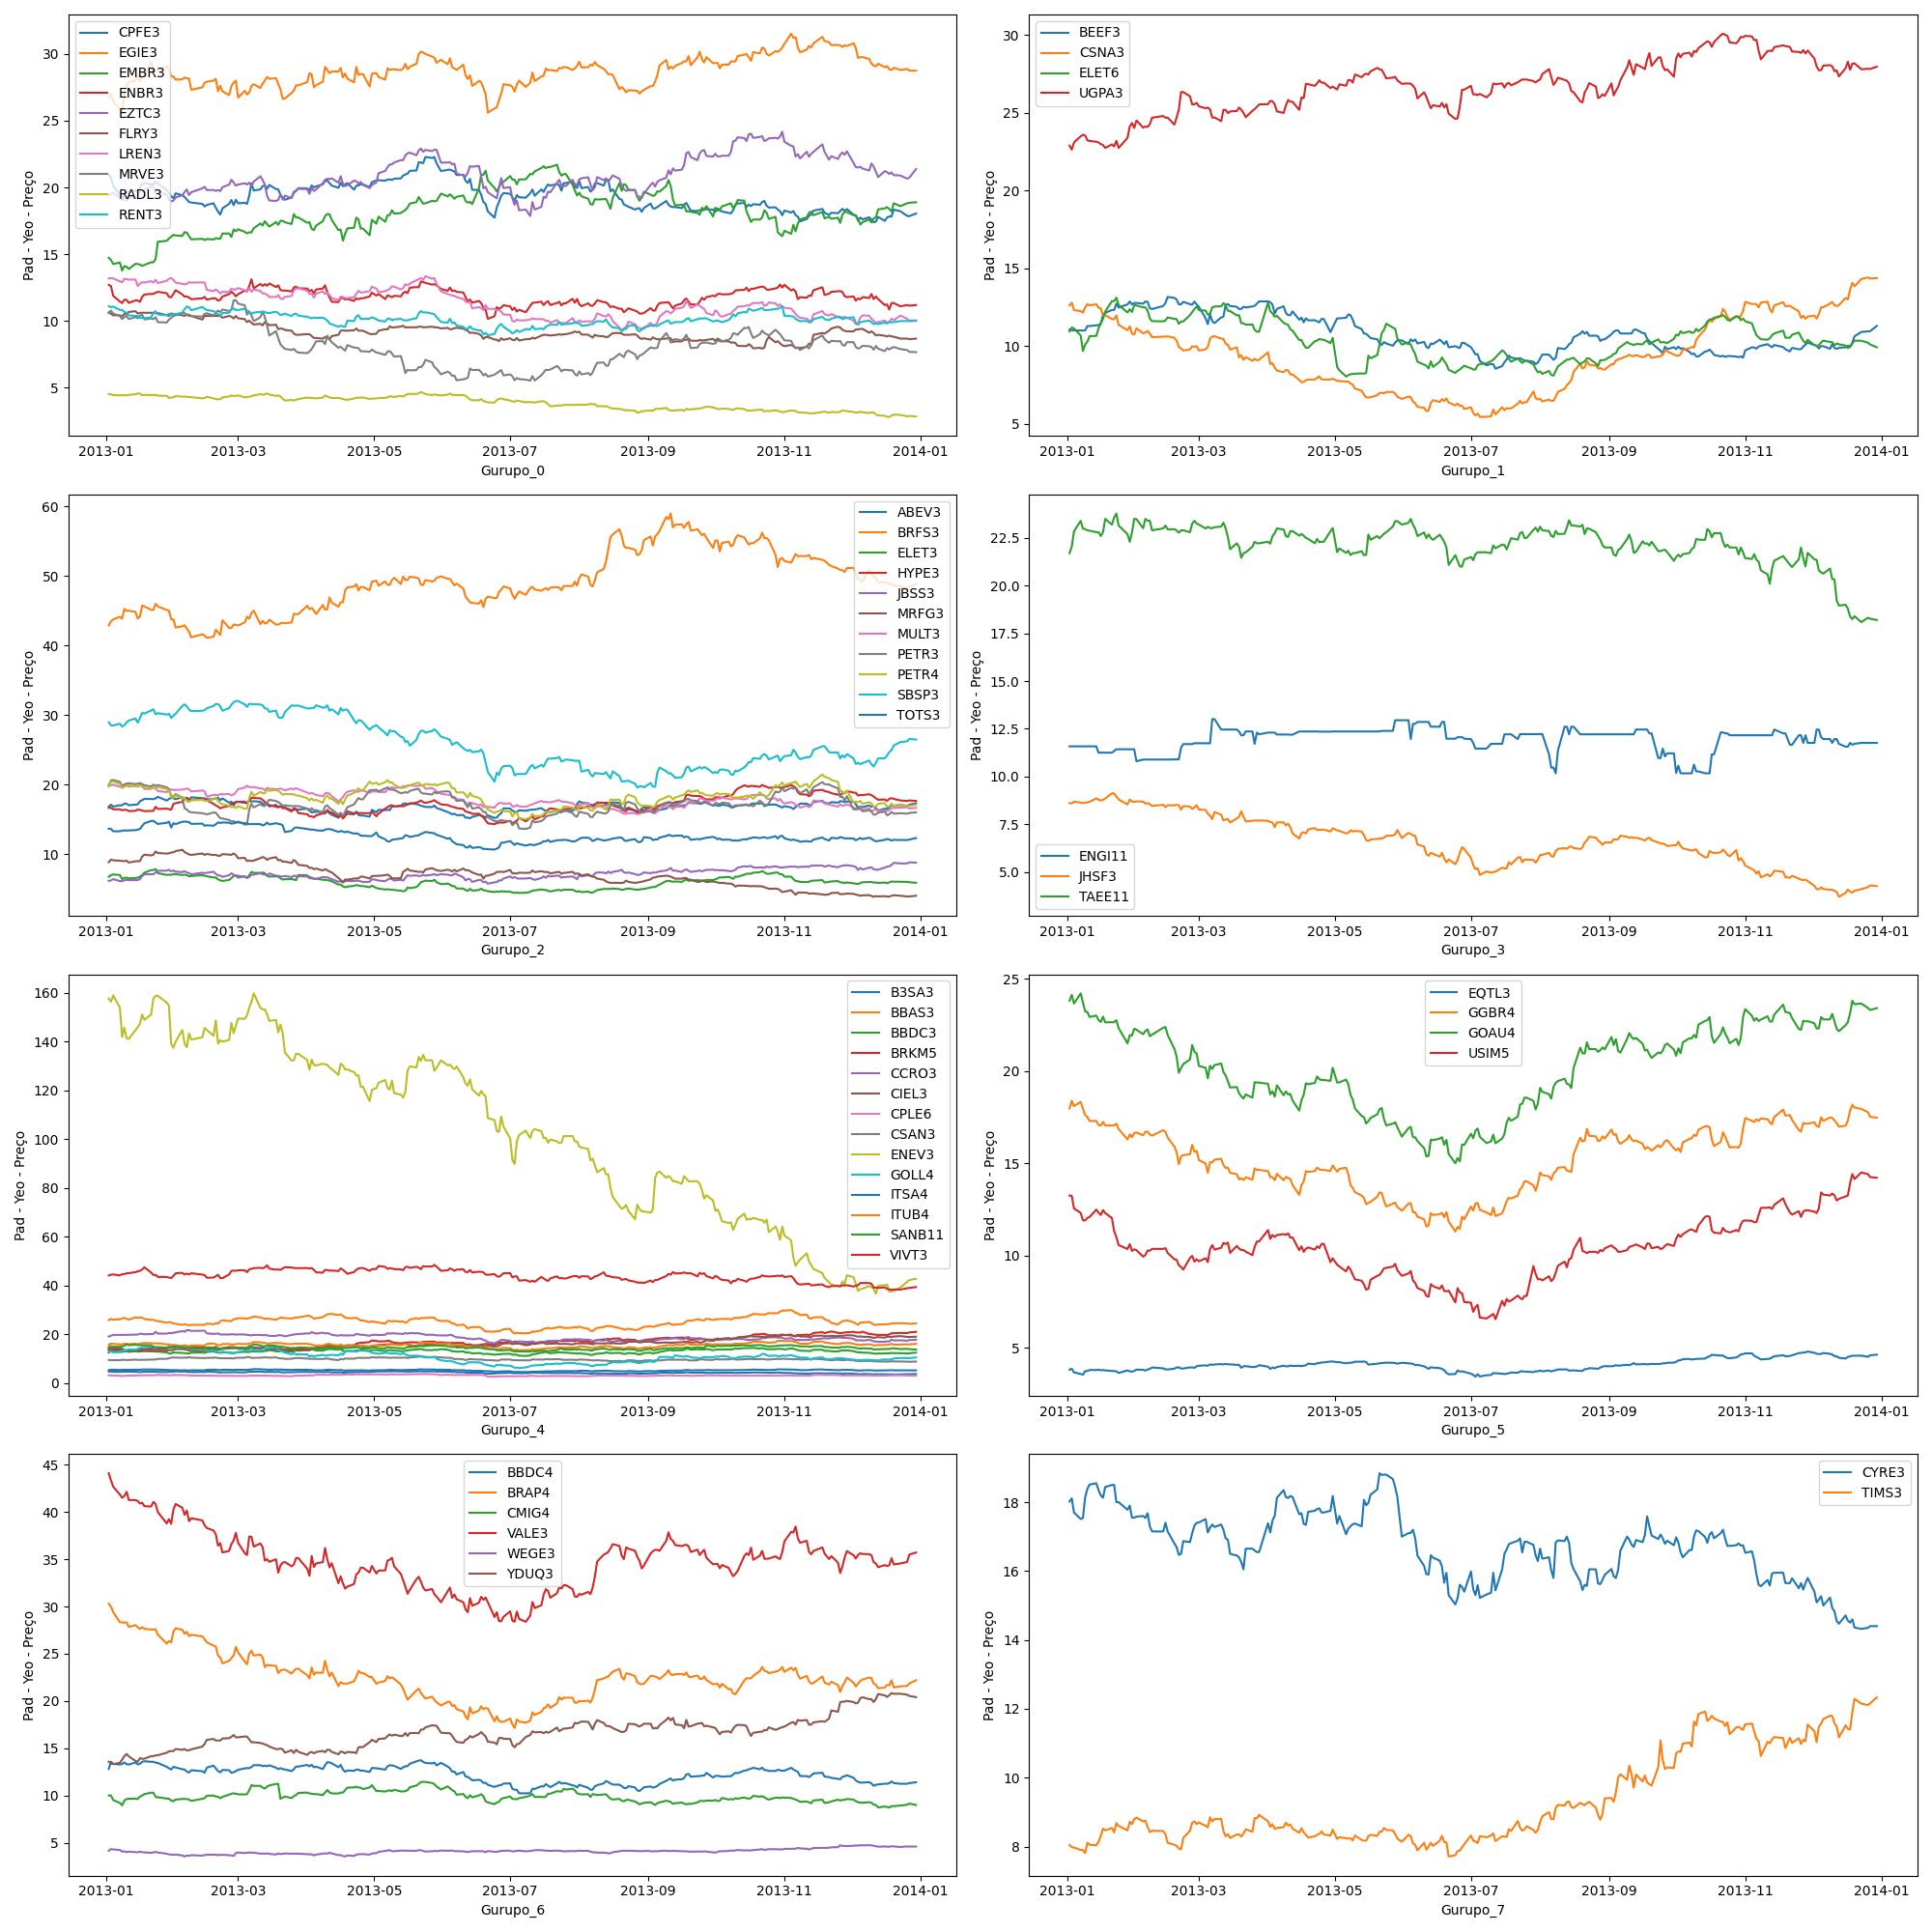 CPFE3
EGIE3
EMBR3
ENBR3
EZTC3
FLRY3
LREN3
MRVE3
RADL3
RENT3
30
25
20
15
10
5
Pad - Yeo - Preço
2013-01 2013-03 2013-05 2013-07 2013-09 2013-11 2014-01
Gurupo_0
BEEF3
CSNA3
ELET6
UGPA3
30
25
20
15
10
5
Pad - Yeo - Preço
2013-01 2013-03 2013-05 2013-07 2013-09 2013-11 2014-01
Gurupo_1
ABEV3
BRFS3
ELET3
HYPE3
JBSS3
MRFG3
MULT3
PETR3
PETR4
SBSP3
TOTS3
60
50
40
30
20
10
Pad - Yeo - Preço
2013-01 2013-03 2013-05 2013-07 2013-09 2013-11 2014-01
Gurupo_2
22.5
20.0
17.5
15.0
12.5
10.0
7.5
5.0
Pad - Yeo - Preço
ENGI11
JHSF3
TAEE11
2013-01 2013-03 2013-05 2013-07 2013-09 2013-11 2014-01
Gurupo_3
B3SA3
BBAS3
BBDC3
BRKM5
CCRO3
CIEL3
CPLE6
CSAN3
ENEV3
GOLL4
ITSA4
ITUB4
SANB11
VIVT3
160
140
120
100
80
60
40
20
0
Pad - Yeo - Preço
2013-01 2013-03 2013-05 2013-07 2013-09 2013-11 2014-01
Gurupo_4
EQTL3
GGBR4
GOAU4
USIM5
25
20
15
10
5
Pad - Yeo - Preço
2013-01 2013-03 2013-05 2013-07 2013-09 2013-11 2014-01
Gurupo_5
BBDC4
BRAP4
CMIG4
VALE3
WEGE3
YDUQ3
45
40
35
30
25
20
15
10
5
Pad - Yeo - Preço
2013-01 2013-03 2013-05 2013-07 2013-09 2013-11 2014-01
Gurupo_6
CYRE3
TIMS3
18
16
14
12
10
8
Pad - Yeo - Preço
2013-01 2013-03 2013-05 2013-07 2013-09 2013-11 2014-01
Gurupo_7